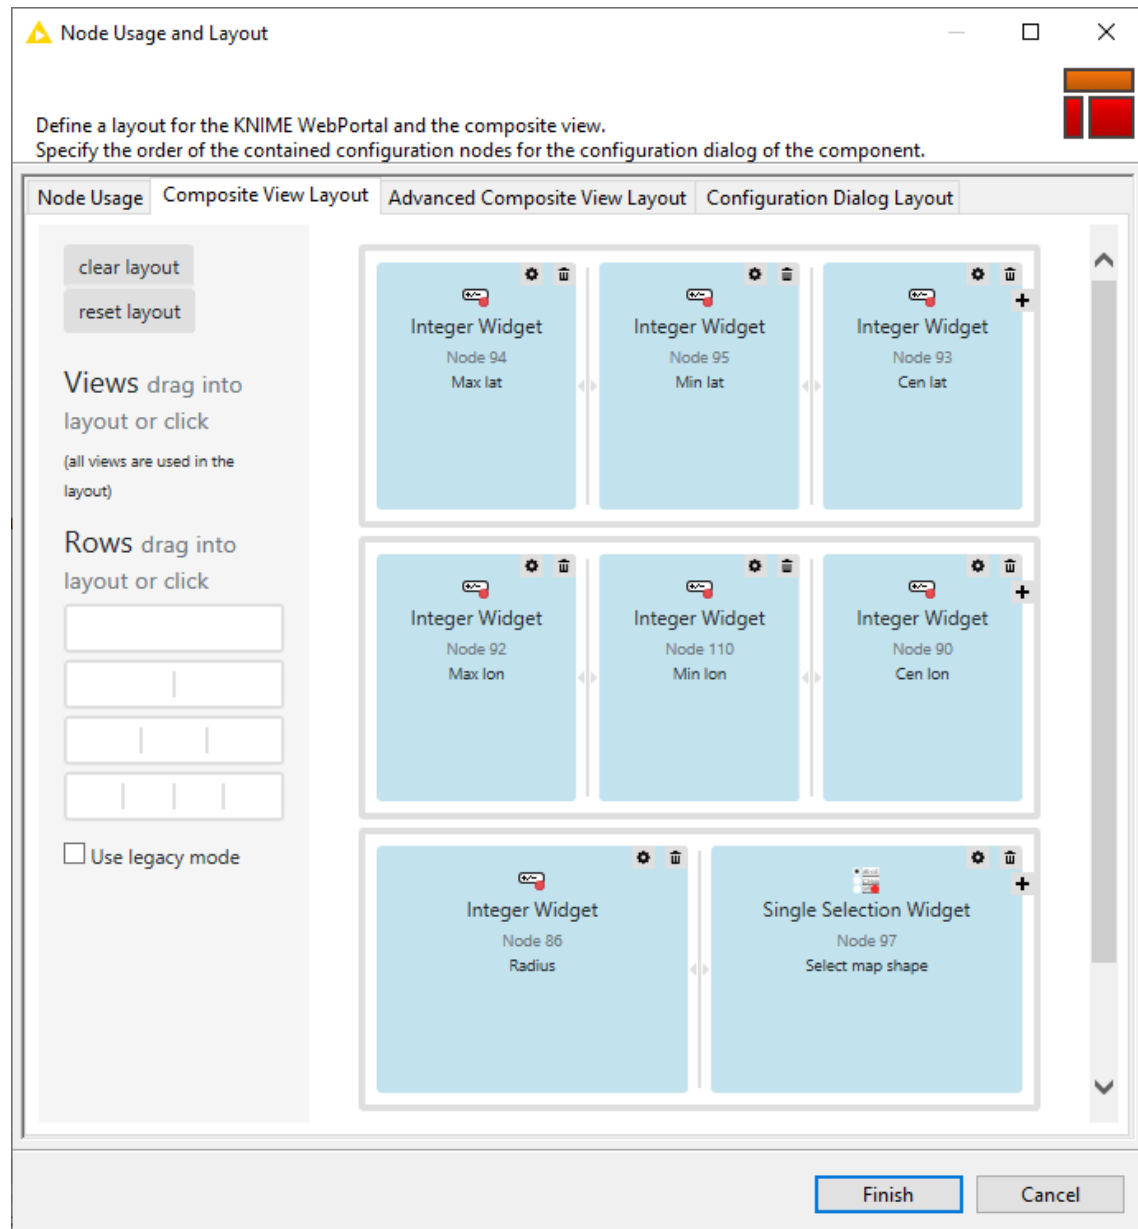 Node Usage and Layout
Define a layout for the KNIME WebPortal and the composite view.
Specify the order of the contained configuration nodes for the configuration dialog of the component.
Node Usage
Composite View Layout
Advanced Composite View Layout
Configuration Dialog Layout
clear layout
reset layout
Views drag into
layout or click
(all views are used in the
layout)
Rows drag into
layout or click
Use legacy mode
Integer Widget
Node 94
Max lat
Integer Widget
Node 95
Min lat
Integer Widget
Node 93
Cen lat
Integer Widget
Node 92
Max lon
Integer Widget
Node 110
Min lon
Integer Widget
Node 90
Cen lon
Integer Widget
Node 86
Radius
Single Selection Widget
Node 97
Select map shape
Finish
Cancel